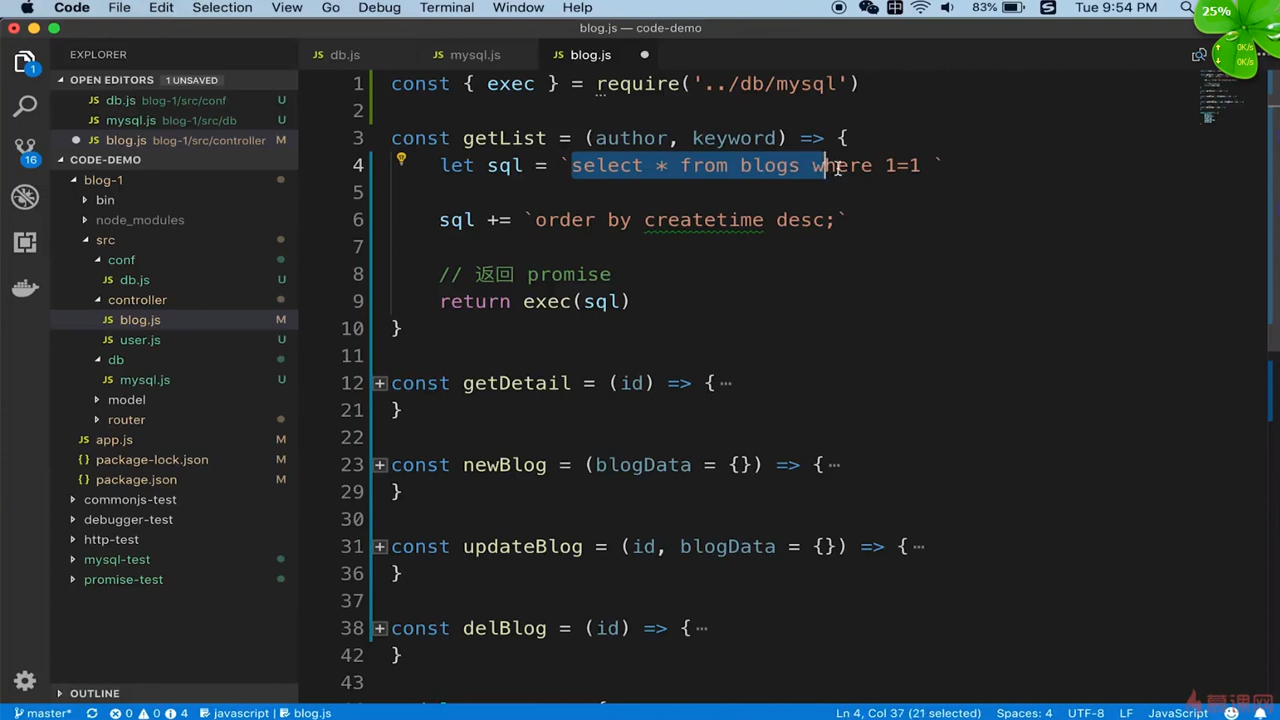 Code File Edit Selection View Go Debug Terminal Window Help 83% Tue 9:54 PM 25%
blog.js — code-demo
0K/s
0K/s
EXPLORER
OPEN EDITORS 1 UNSAVED
db.js blog-1/src/conf U
mysql.js blog-1/src/db U
blog.js blog-1/src/controller M
CODE-DEMO
blog-1
bin
node_modules
src
conf
db.js U
controller
blog.js M
user.js U
db
mysql.js U
model
router
app.js M
package-lock.json M
package.json M
commonjs-test
debugger-test
http-test
mysql-test
promise-test
OUTLINE
1
16
JS db.js JS mysql.js JS blog.js
1 const { exec } = require('../db/mysql')
2
3 const getList = (author, keyword) => {
4 let sql = `select * from blogs where 1=1 `
5
6 sql += `order by createtime desc;`
7
8 // 返回 promise
9 return exec(sql)
10 }
11
12 const getDetail = (id) => {…
21 }
22
23 const newBlog = (blogData = {}) => {…
29 }
30
31 const updateBlog = (id, blogData = {}) => {…
36 }
37
38 const delBlog = (id) => {…
42 }
43
master* 0 0 4 javascript | blog.js Ln 4, Col 37 (21 selected) Spaces: 4 UTF-8 LF JavaScript